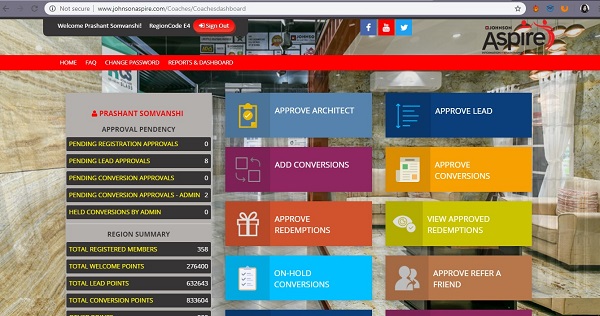 Not secure | www.johnsonaspire.com/Coaches/Coachesdashboard
Welcome Prashant Somvanshi! RegionCode E4 Sign Out
JOHNSON
Aspire
HOME FAQ CHANGE PASSWORD REPORTS & DASHBOARD
PRASHANT SOMVANSHI
APPROVAL PENDENCY
PENDING REGISTRATION APPROVALS 0
PENDING LEAD APPROVALS 8
PENDING CONVERSION APPROVALS 0
PENDING CONVERSION APPROVALS - ADMIN 2
HELD CONVERSIONS BY ADMIN 0
REGION SUMMARY
TOTAL REGISTERED MEMBERS 358
TOTAL WELCOME POINTS 276400
TOTAL LEAD POINTS 632643
TOTAL CONVERSION POINTS 833604
APPROVE ARCHITECT
APPROVE LEAD
ADD CONVERSIONS
APPROVE
CONVERSIONS
APPROVE
REDEMPTIONS
VIEW APPROVED
REDEMPTIONS
ON-HOLD
CONVERSIONS
APPROVE REFER A
FRIEND